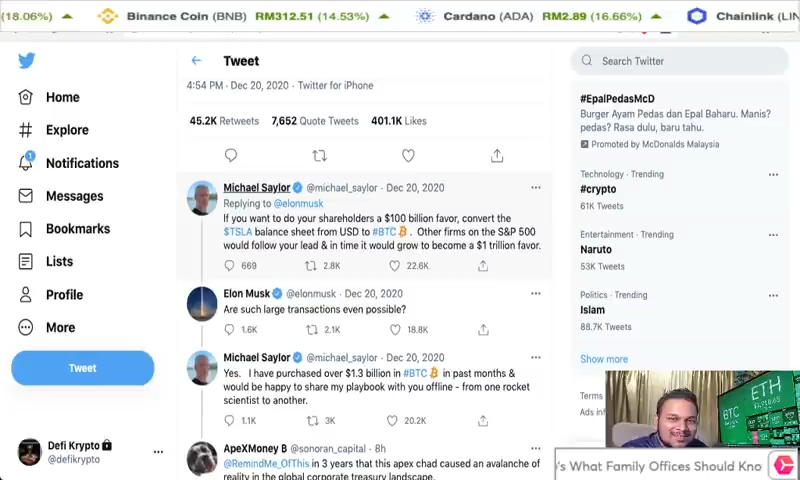 (18.06%) Binance Coin (BNB) RM312.51 (14.53%) Cardano (ADA) RM2.89 (16.66%) Chainlink (LIN
Tweet
Search Twitter
4:54 PM · Dec 20, 2020 · Twitter for iPhone
45.2K Retweets 7,652 Quote Tweets 401.1K Likes
Home
Explore
1
Notifications
Messages
Bookmarks
Lists
Profile
More
Tweet
Defi Krypto
@defikrypto
Michael Saylor @michael_saylor · Dec 20, 2020
Replying to @elonmusk
If you want to do your shareholders a $100 billion favor, convert the
$TSLA balance sheet from USD to #BTC . Other firms on the S&P 500
would follow your lead & in time it would grow to become a $1 trillion favor.
669 2.8K 22.6K
Elon Musk @elonmusk · Dec 20, 2020
Are such large transactions even possible?
1.6K 2.1K 18.8K
Michael Saylor @michael_saylor · Dec 20, 2020
Yes. I have purchased over $1.3 billion in #BTC in past months &
would be happy to share my playbook with you offline - from one rocket
scientist to another.
1.1K 3K 20.2K
ApeXMoney ₿ @sonoran_capital · 8h
@RemindMe_OfThis in 3 years that this apex chad caused an avalanche of
reality in the global corporate treasury landscape.
#EpalPedasMcD
Burger Ayam Pedas dan Epal Baharu. Manis?
pedas? Rasa dulu, baru tahu.
Promoted by McDonalds Malaysia
Technology · Trending
#crypto
61K Tweets
Entertainment · Trending
Naruto
53K Tweets
Politics · Trending
Islam
88.7K Tweets
Show more
Terms
Ads in
BTC
ETH
's What Family Offices Should Kno